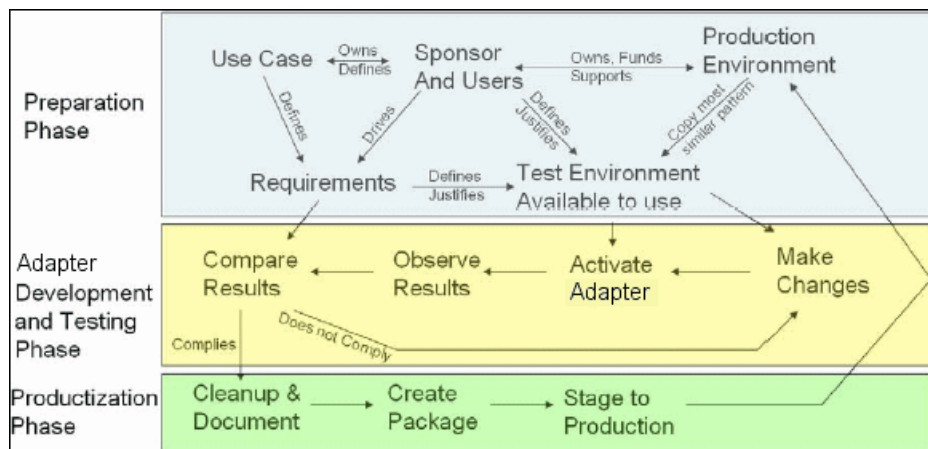 Preparation
Phase
Use Case
Owns
Defines
Sponsor
And Users
Owns, Funds
Supports
Production
Environment
Defines
Drives
Defines
Justifies
Copy most
similar pattern
Requirements
Defines
Justifies
Test Environment
Available to use
Adapter
Development
and Testing
Phase
Compare
Results
Observe
Results
Activate
Adapter
Make
Changes
Complies
Does not Comply
Productization
Phase
Cleanup &
Document
Create
Package
Stage to
Production